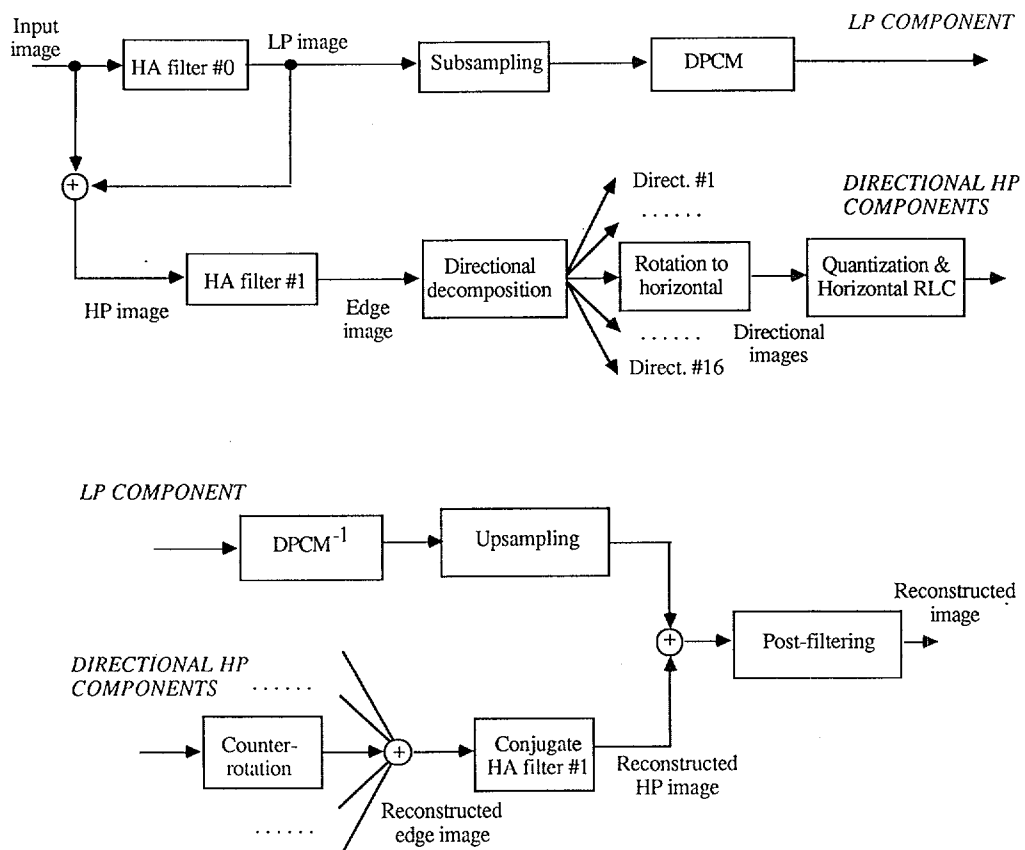 Input
image
LP image
LP COMPONENT
HA filter #0
Subsampling
DPCM
+
Direct. #1
......
DIRECTIONAL HP
COMPONENTS
HA filter #1
Directional
decomposition
Rotation to
horizontal
Quantization &
Horizontal RLC
HP image
Edge
image
......
Directional
images
Direct. #16
LP COMPONENT
DPCM-1
Upsampling
Reconstructed
image
+
Post-filtering
DIRECTIONAL HP
COMPONENTS
......
Counter-
rotation
+
Conjugate
HA filter #1
Reconstructed
HP image
Reconstructed
edge image
......